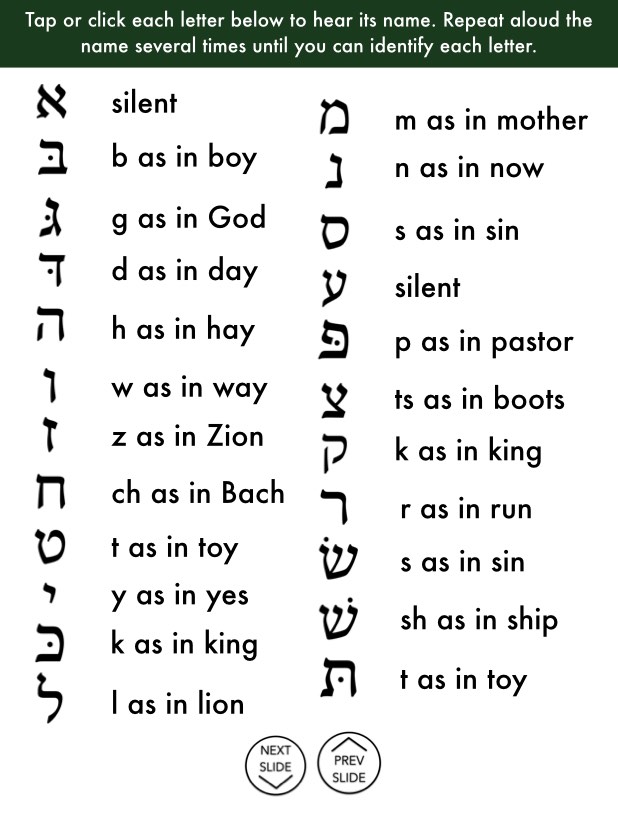 Tap or click each letter below to hear its name. Repeat aloud the
name several times until you can identify each letter.
א silent
בּ b as in boy
גּ g as in God
דּ d as in day
ה h as in hay
ו w as in way
ז z as in Zion
ח ch as in Bach
ט t as in toy
י y as in yes
כּ k as in king
ל l as in lion
מ m as in mother
נ n as in now
ס s as in sin
ע silent
פּ p as in pastor
צ ts as in boots
ק k as in king
ר r as in run
שׂ s as in sin
שׁ sh as in ship
תּ t as in toy
NEXT
SLIDE
PREV
SLIDE